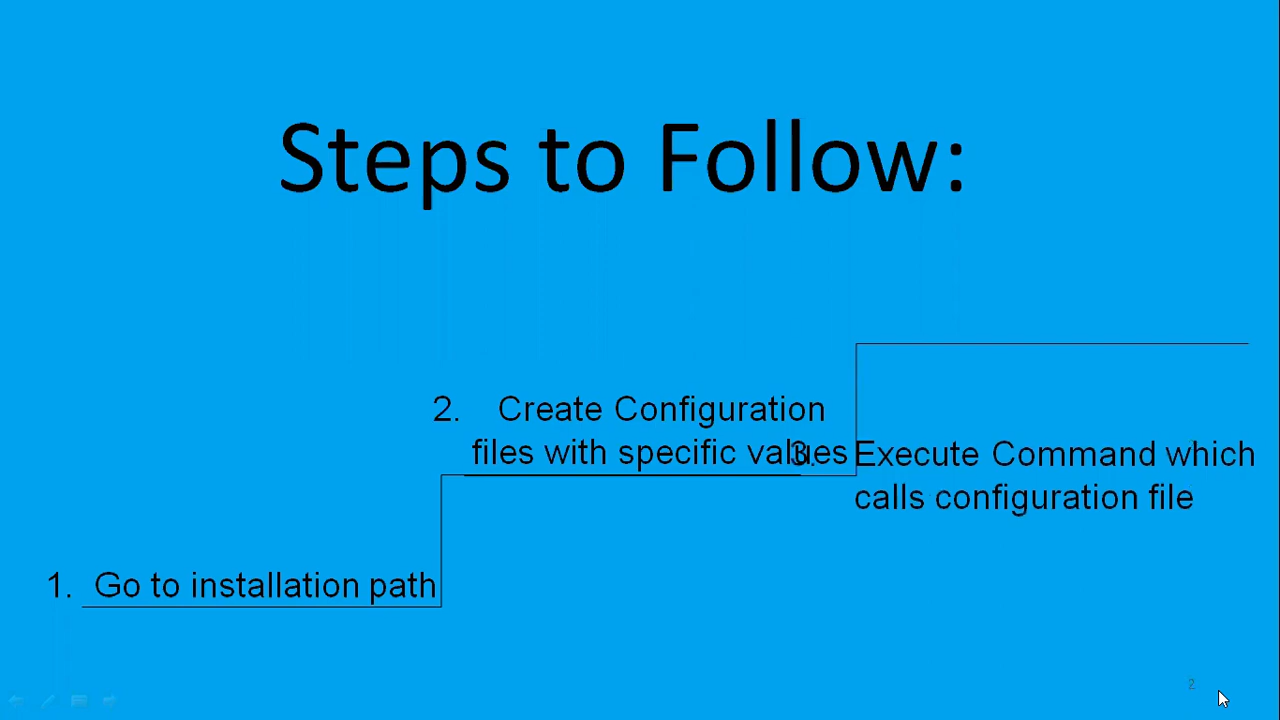 Steps to Follow:
1. Go to installation path
2. Create Configuration
files with specific values
3. Execute Command which
calls configuration file
2